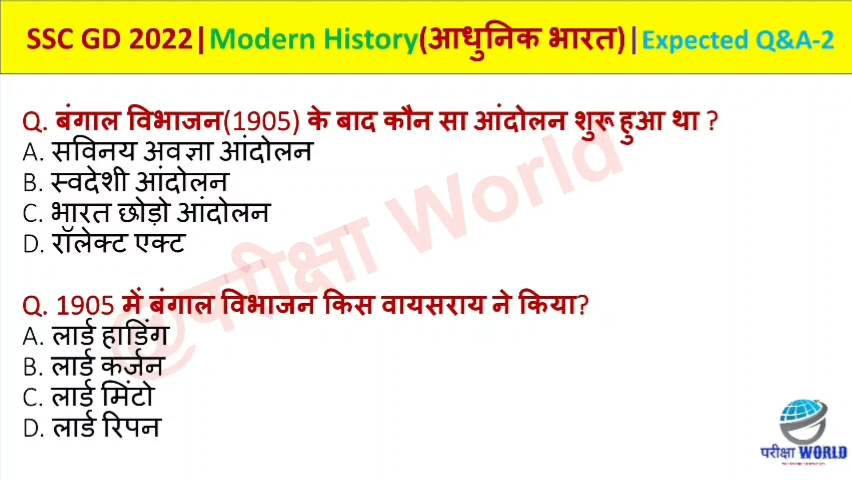 SSC GD 2022|Modern History(आधुनिक भारत)|Expected Q&A-2
Q. बंगाल विभाजन(1905) के बाद कौन सा आंदोलन शुरू हुआ था ?
A. सविनय अवज्ञा आंदोलन
B. स्वदेशी आंदोलन
C. भारत छोड़ो आंदोलन
D. रॉलेक्ट एक्ट
@परीक्षा World
Q. 1905 में बंगाल विभाजन किस वायसराय ने किया?
A. लार्ड हार्डिंग
B. लार्ड कर्जन
C. लार्ड मिंटो
D. लार्ड रिपन
परीक्षा WORLD